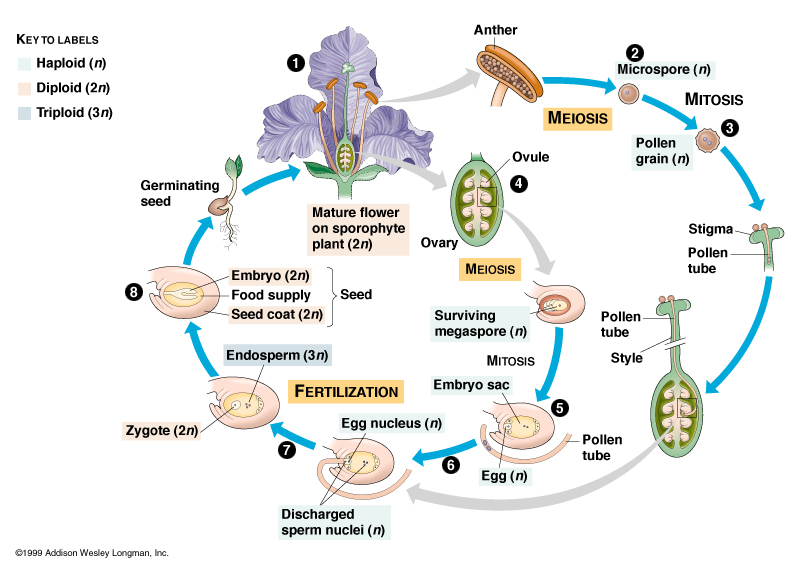 KEY TO LABELS
Haploid (n)
Diploid (2n)
Triploid (3n)
1
Anther
2
Microspore (n)
MEIOSIS
MITOSIS
3
Pollen
grain (n)
Ovule
4
Germinating
seed
Mature flower
on sporophyte
plant (2n)
Ovary
MEIOSIS
Stigma
Pollen
tube
8
Embryo (2n)
Food supply
Seed coat (2n)
Seed
Surviving
megaspore (n)
Pollen
tube
Style
MITOSIS
Endosperm (3n)
FERTILIZATION
Embryo sac
5
Zygote (2n)
Egg nucleus (n)
Pollen
tube
7
6
Egg (n)
Discharged
sperm nuclei (n)
©1999 Addison Wesley Longman, Inc.